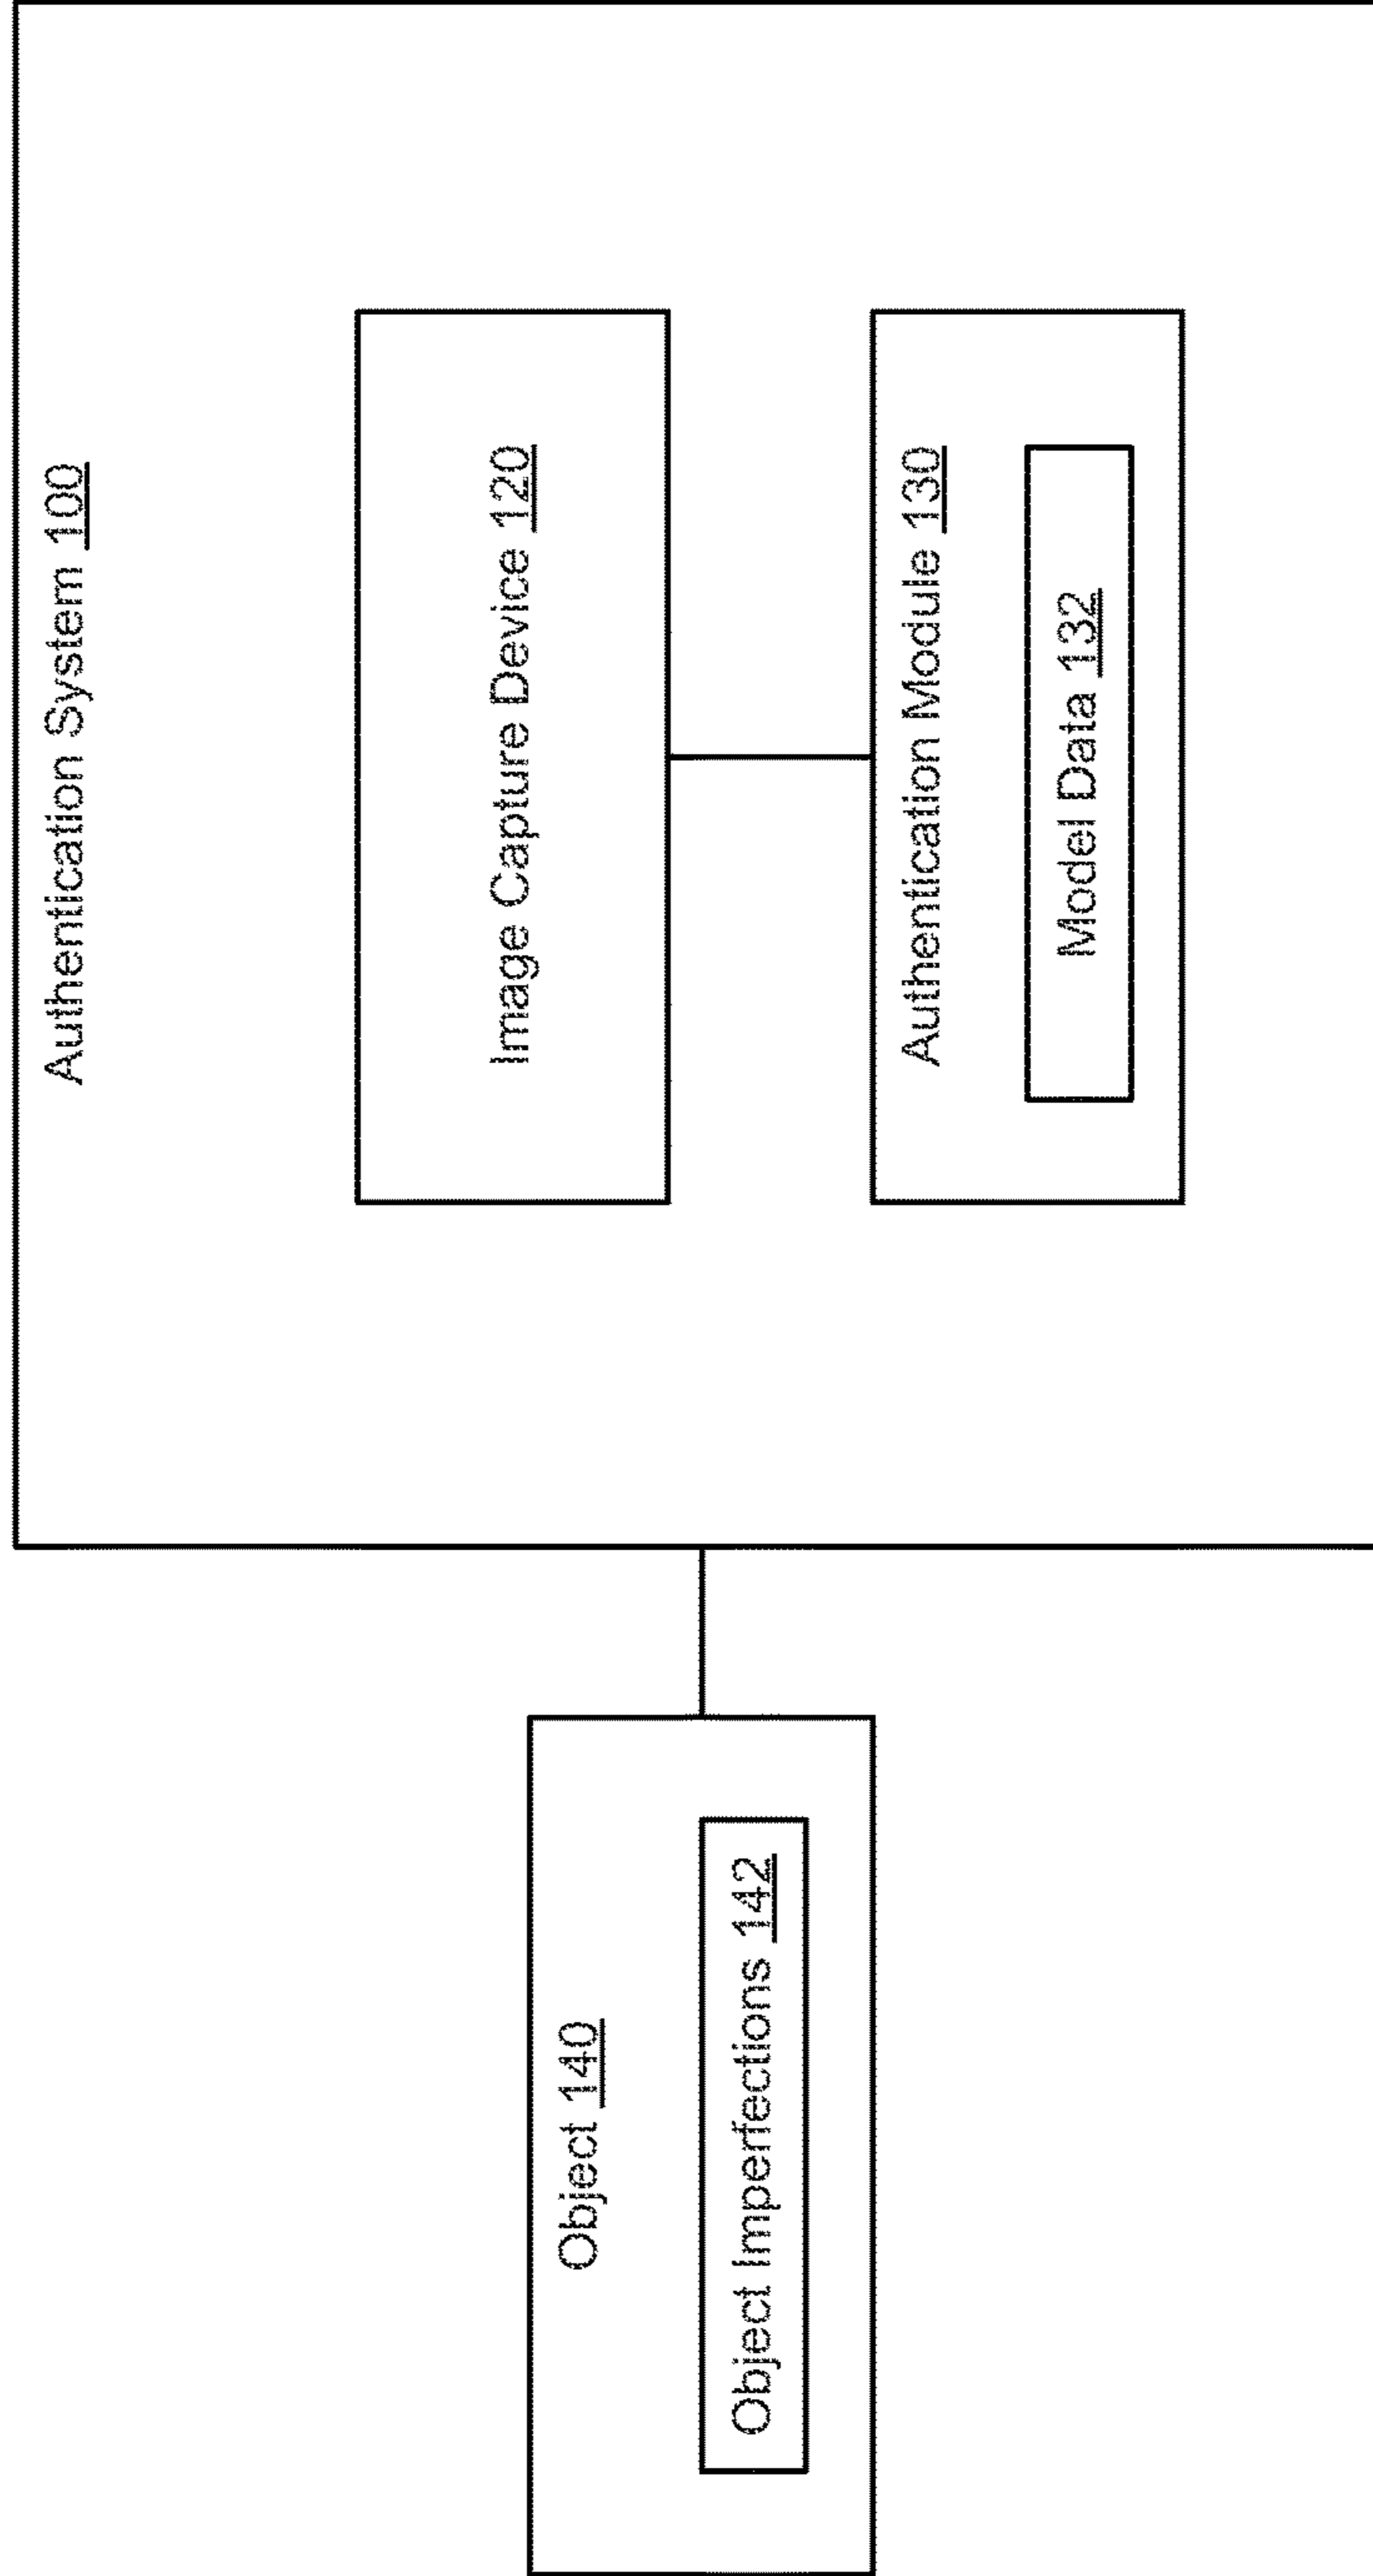 Authentication System 100
Image Capture Device 120
Authentication Module 130
Model Data 132
Object 140
Object Imperfections 142